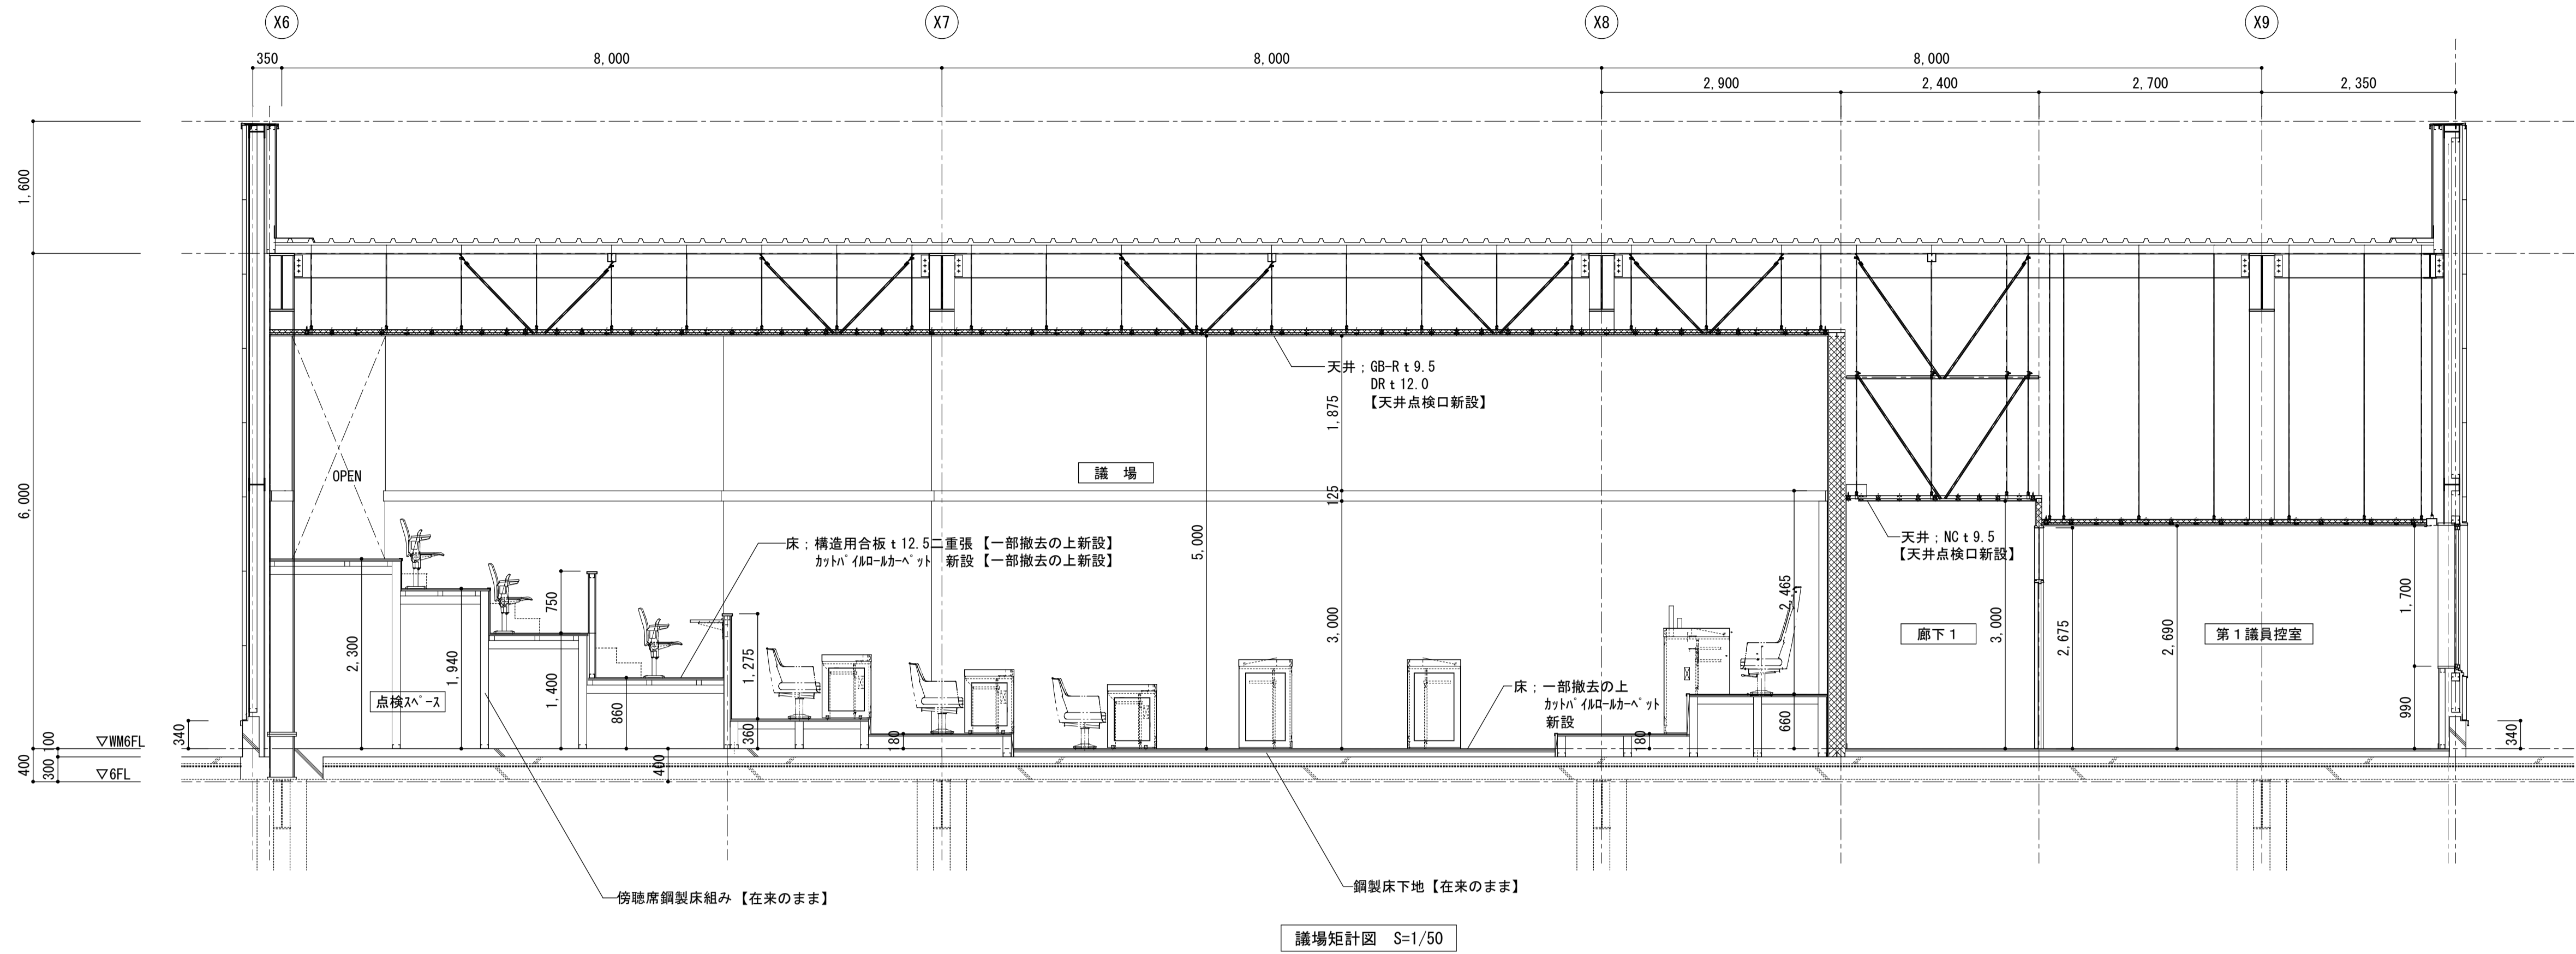 X6
X7
X8
X9
350
8,000
8,000
8,000
2,900
2,400
2,700
2,350
1,600
6,000
天井；GB-R t 9.5
DR t 12.0
【天井点検口新設】
1,875
OPEN
議　場
125
5,000
天井；NC t 9.5
【天井点検口新設】
床；構造用合板 t 12.5二重張【一部撤去の上新設】
ｶｯﾄﾊﾟｲﾙﾛｰﾙｶｰﾍﾟｯﾄ　新設【一部撤去の上新設】
750
2,465
1,700
2,300
1,940
1,400
860
1,275
360
180
3,000
廊下１
3,000
2,675
2,690
第１議員控室
点検ｽﾍﾟｰｽ
床；一部撤去の上
ｶｯﾄﾊﾟｲﾙﾛｰﾙｶｰﾍﾟｯﾄ
新設
180
660
990
340
340
▽WM6FL
100
400
300
▽6FL
400
傍聴席鋼製床組み【在来のまま】
鋼製床下地【在来のまま】
議場矩計図　S=1/50